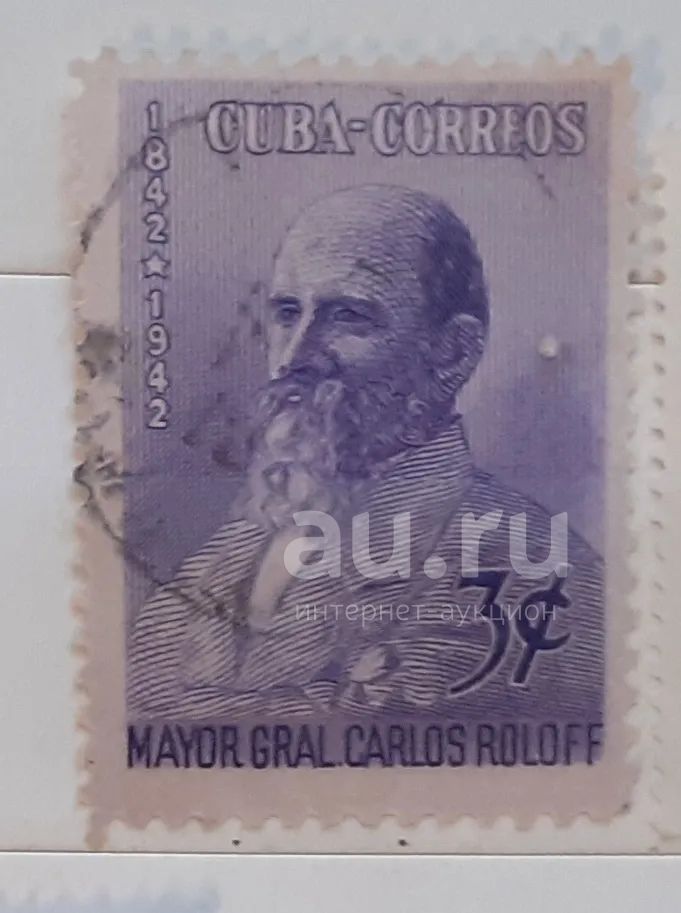 CUBA-CORREOS
1842★1942
au.ru
интернет-аукцион
3¢
MAYOR GRAL. CARLOS ROLOFF